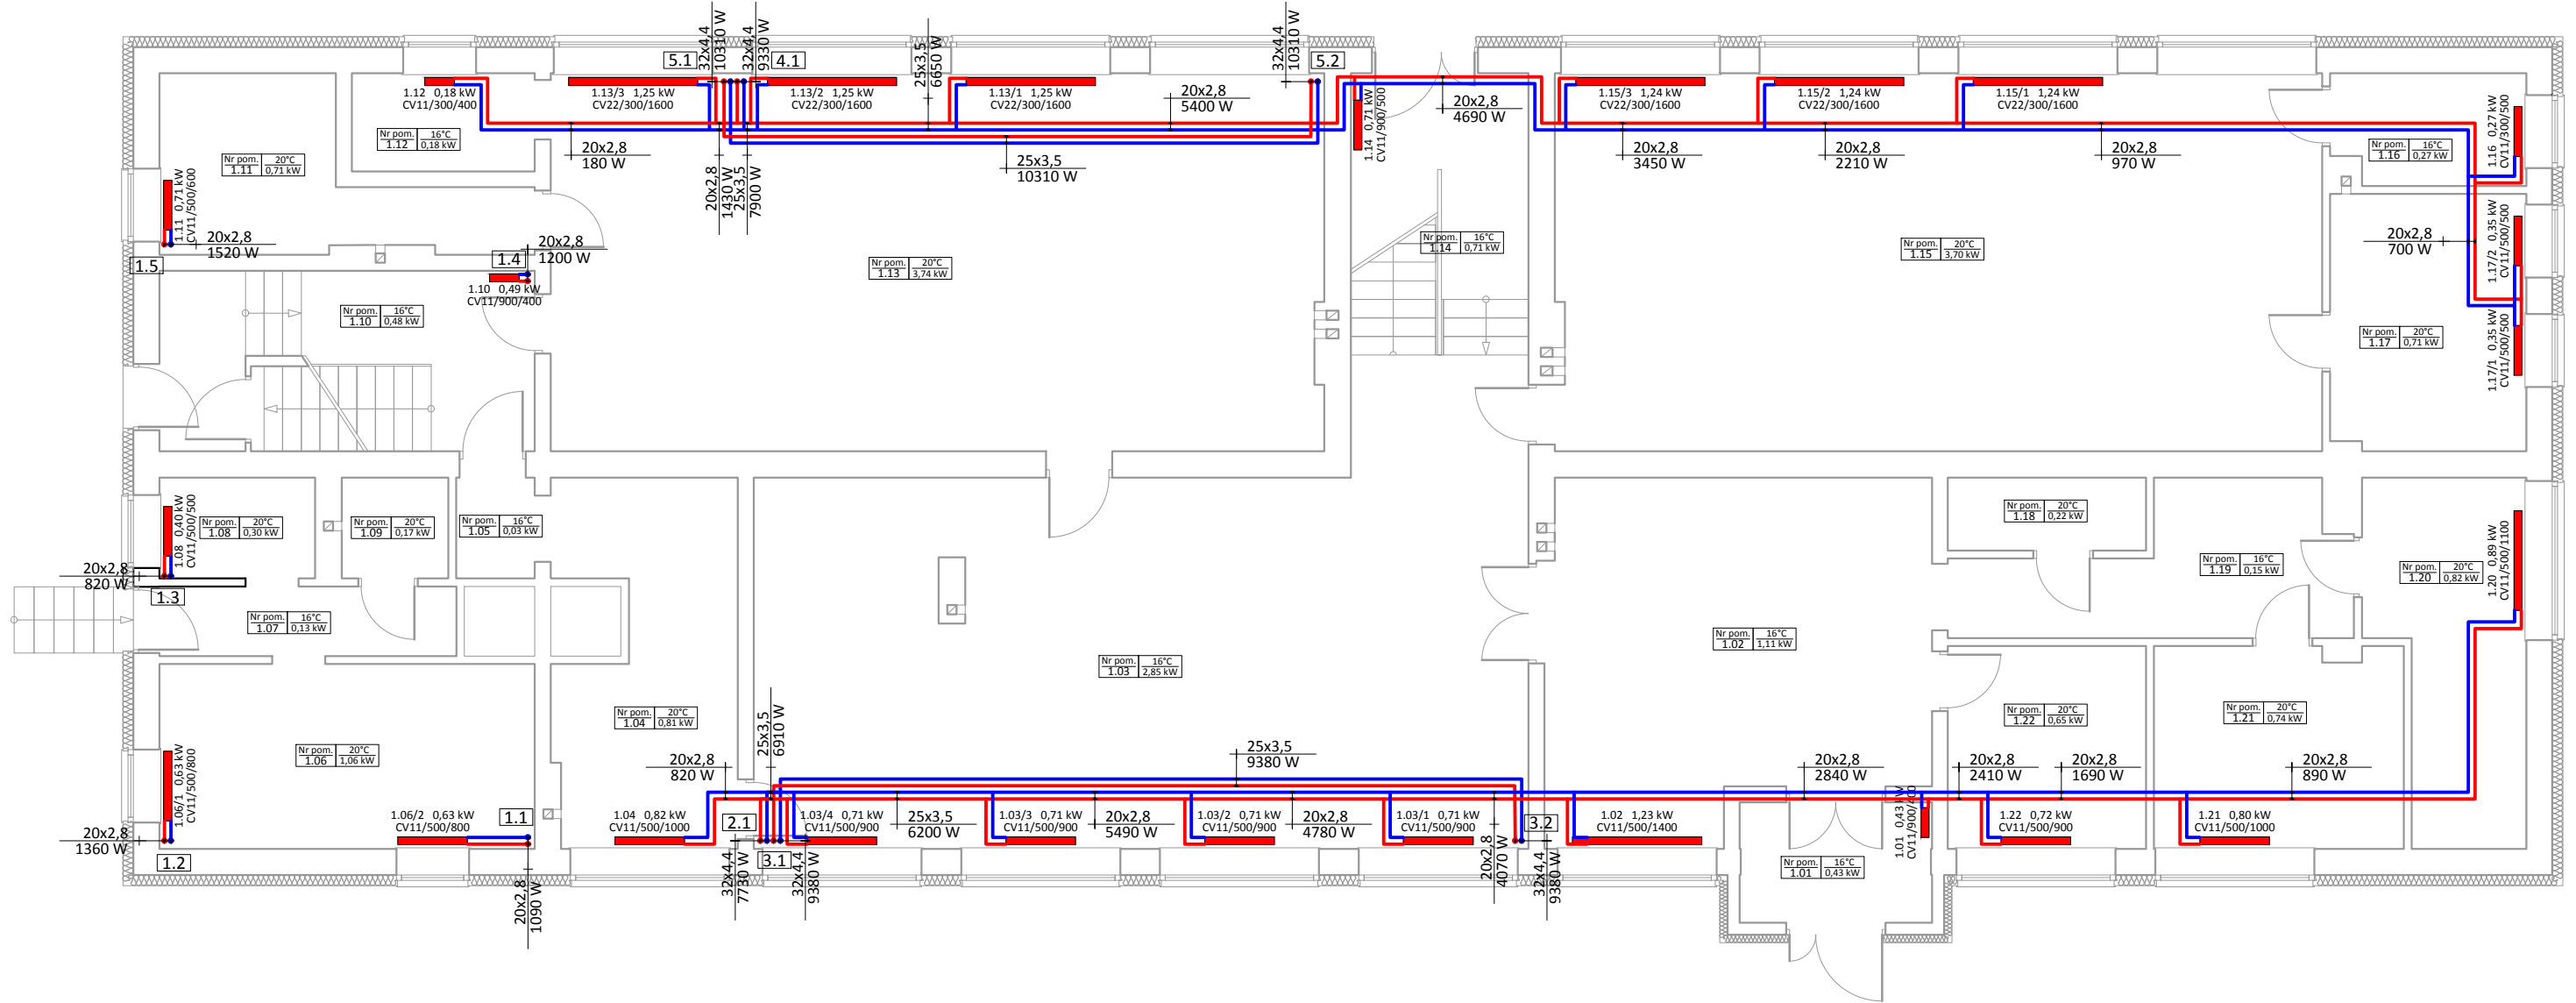 32x4,4
10310 W
32x4,4
9330 W
25x3,5
6650 W
32x4,4
10310 W
5.1
4.1
5.2
1.12 0,18 kW
CV11/300/400
1.13/3 1,25 kW
CV22/300/1600
1.13/2 1,25 kW
CV22/300/1600
1.13/1 1,25 kW
CV22/300/1600
20x2,8
5400 W
1.14 0,71 kW
CV11/900/500
20x2,8
4690 W
1.15/3 1,24 kW
CV22/300/1600
1.15/2 1,24 kW
CV22/300/1600
1.15/1 1,24 kW
CV22/300/1600
1.16 0,27 kW
CV11/300/500
Nr pom. 16°C
1.12 0,18 kW
Nr pom. 20°C
1.11 0,71 kW
20x2,8
180 W
20x2,8
1430 W
25x3,5
7900 W
25x3,5
10310 W
20x2,8
3450 W
20x2,8
2210 W
20x2,8
970 W
Nr pom. 16°C
1.16 0,27 kW
1.11 0,71 kW
CV11/500/600
20x2,8
1520 W
1.5
1.4
20x2,8
1200 W
1.10 0,49 kW
CV11/900/400
Nr pom. 20°C
1.13 3,74 kW
Nr pom. 16°C
1.14 0,71 kW
Nr pom. 20°C
1.15 3,70 kW
20x2,8
700 W
1.17/2 0,35 kW
CV11/500/500
Nr pom. 16°C
1.10 0,48 kW
Nr pom. 20°C
1.17 0,71 kW
1.17/1 0,35 kW
CV11/500/500
1.08 0,40 kW
CV11/500/500
Nr pom. 20°C
1.08 0,30 kW
Nr pom. 20°C
1.09 0,17 kW
Nr pom. 16°C
1.05 0,03 kW
Nr pom. 20°C
1.18 0,22 kW
Nr pom. 16°C
1.19 0,15 kW
Nr pom. 20°C
1.20 0,82 kW
1.20 0,89 kW
CV11/500/1100
20x2,8
820 W
1.3
Nr pom. 16°C
1.07 0,13 kW
Nr pom. 16°C
1.03 2,85 kW
Nr pom. 16°C
1.02 1,11 kW
Nr pom. 20°C
1.04 0,81 kW
Nr pom. 20°C
1.22 0,65 kW
Nr pom. 20°C
1.21 0,74 kW
Nr pom. 20°C
1.06 1,06 kW
1.06/1 0,63 kW
CV11/500/800
20x2,8
820 W
25x3,5
6910 W
25x3,5
9380 W
20x2,8
2840 W
20x2,8
2410 W
20x2,8
1690 W
20x2,8
890 W
20x2,8
1360 W
1.2
1.06/2 0,63 kW
CV11/500/800
1.1
20x2,8
1090 W
1.04 0,82 kW
CV11/500/1000
2.1
3.1
32x4,4
7730 W
32x4,4
9380 W
1.03/4 0,71 kW
CV11/500/900
25x3,5
6200 W
1.03/3 0,71 kW
CV11/500/900
20x2,8
5490 W
1.03/2 0,71 kW
CV11/500/900
20x2,8
4780 W
1.03/1 0,71 kW
CV11/500/900
20x2,8
4070 W
3.2
32x4,4
9380 W
1.02 1,23 kW
CV11/500/1400
1.01 0,43 kW
CV11/900/400
Nr pom. 16°C
1.01 0,43 kW
1.22 0,72 kW
CV11/500/900
1.21 0,80 kW
CV11/500/1000